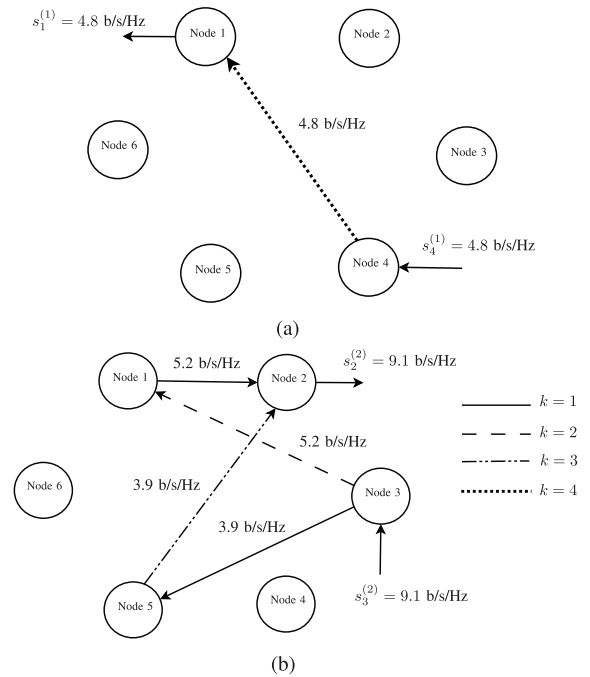 s_1^{(1)} = 4.8 b/s/Hz
Node 1
Node 2
4.8 b/s/Hz
Node 6
Node 3
s_4^{(1)} = 4.8 b/s/Hz
Node 5
Node 4
(a)
5.2 b/s/Hz
s_2^{(2)} = 9.1 b/s/Hz
Node 1
Node 2
k = 1
k = 2
5.2 b/s/Hz
k = 3
3.9 b/s/Hz
Node 6
Node 3
k = 4
3.9 b/s/Hz
s_3^{(2)} = 9.1 b/s/Hz
Node 5
Node 4
(b)